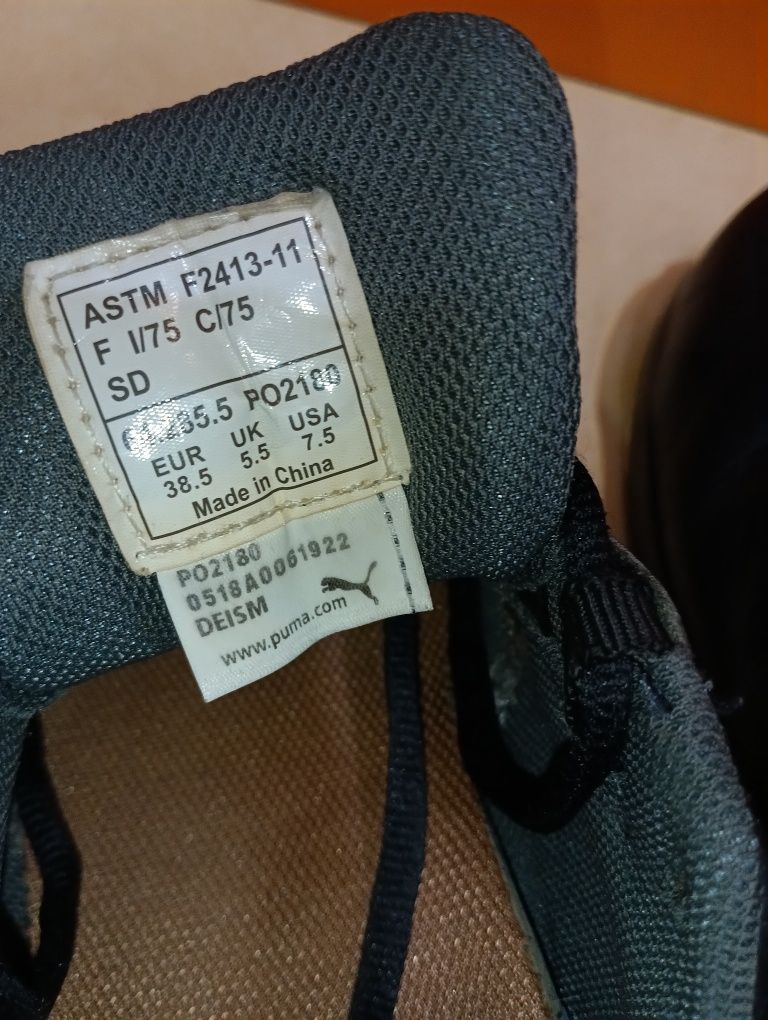 ASTM F2413-11
F I/75 C/75
SD
PO2180
EUR UK USA
38.5 5.5 7.5
Made in China
PO2180
0518A0061922
DEISM
www.puma.com